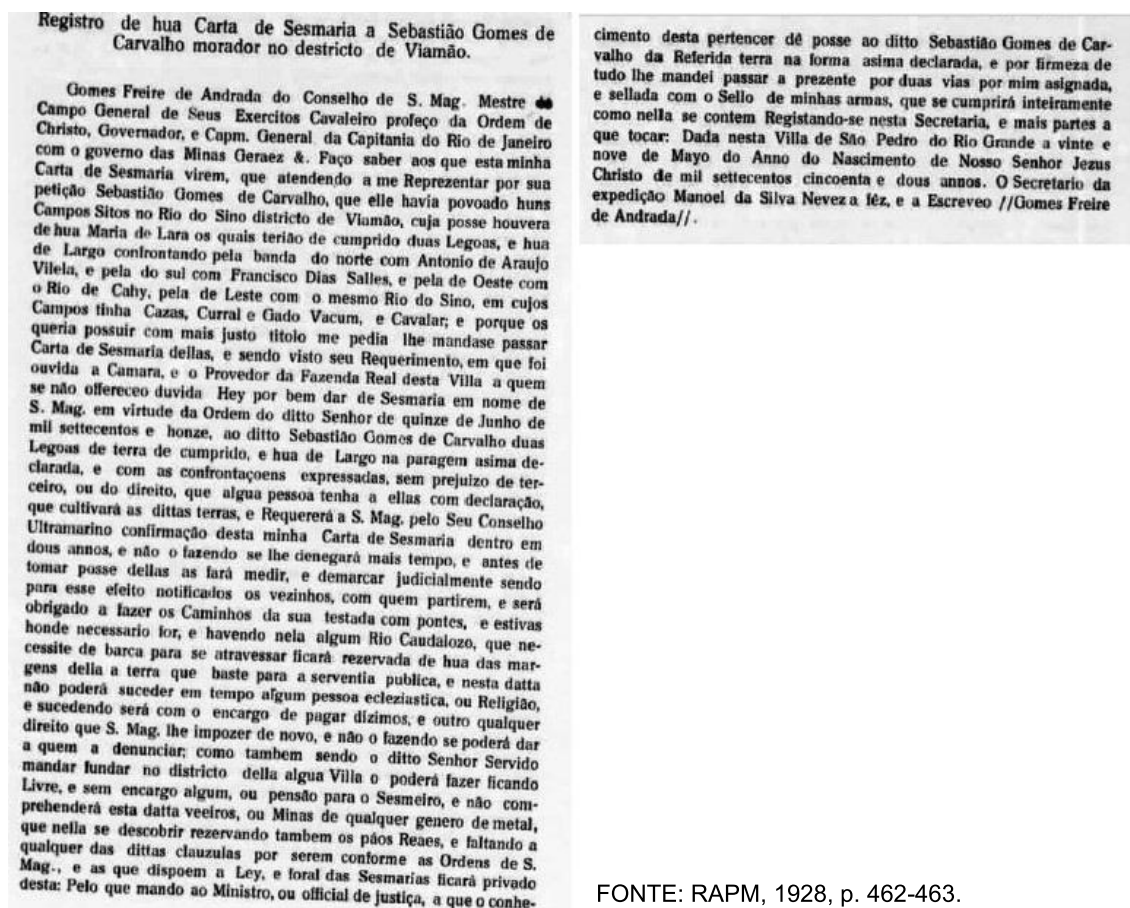 Registro de hua Carta de Sesmaria a Sebastião Gomes de
Carvalho morador no destricto de Viamão.
Gomes Freire de Andrada do Conselho de S. Mag. Mestre de
Campo General de Seus Exercitos Cavaleiro profeço da Ordem de
Christo, Governador, e Capm. General da Capitania do Rio de Janeiro
com o governo das Minas Geraez &. Faço saber aos que esta minha
Carta de Sesmaria virem, que atendendo a me Reprezentar por sua
petição Sebastião Gomes de Carvalho, que elle havia povoado huns
Campos Sitos no Rio do Sino districto de Viamão, cuja posse houvera
de hua Maria de Lara os quais terião de cumprido duas Legoas, e hua
de Largo confrontando pela banda do norte com Antonio de Araujo
Vilela, e pela do sul com Francisco Dias Salles, e pela de Oeste com
o Rio de Cahy, pela de Leste com o mesmo Rio do Sino, em cujos
Campos tinha Cazas, Curral e Gado Vacum, e Cavalar; e porque os
queria possuir com mais justo titolo me pedia lhe mandase passar
Carta de Sesmaria dellas, e sendo visto seu Requerimento, em que foi
ouvida a Camara, e o Provedor da Fazenda Real desta Villa a quem
se não offereceo duvida Hey por bem dar de Sesmaria em nome de
S. Mag. em virtude da Ordem do ditto Senhor de quinze de Junho de
mil settecentos e honze, ao ditto Sebastião Gomes de Carvalho duas
Legoas de terra de cumprido, e hua de Largo na paragem asima de-
clarada, e com as confrontaçoens expressadas, sem prejuizo de ter-
ceiro, ou do direito, que algua pessoa tenha a ellas com declaração,
que cultivará as dittas terras, e Requererá a S. Mag. pelo Seu Conselho
Ultramarino confirmação desta minha Carta de Sesmaria dentro em
dous annos, e não o fazendo se lhe denegará mais tempo, e antes de
tomar posse dellas as fará medir, e demarcar judicialmente sendo
para esse efeito notificados os vezinhos, com quem partirem, e será
obrigado a fazer os Caminhos da sua testada com pontes, e estivas
honde necessario for, e havendo nela algum Rio Caudalozo, que ne-
cessite de barca para se atravessar ficará rezervada de hua das mar-
gens della a terra que baste para a serventia publica, e nesta datta
não poderá suceder em tempo algum pessoa ecleziastica, ou Religião,
e sucedendo será com o encargo de pagar dizimos, e outro qualquer
direito que S. Mag. lhe impozer de novo, e não o fazendo se poderá dar
a quem a denunciar; como tambem sendo o ditto Senhor Servido
mandar fundar no districto della algua Villa o poderá fazer ficando
Livre, e sem encargo algum, ou pensão para o Sesmeiro, e não com-
prehenderá esta datta veeiros, ou Minas de qualquer genero de metal,
que nella se descobrir rezervando tambem os páos Reaes, e faltando a
qualquer das dittas clauzulas por serem conforme as Ordens de S.
Mag., e as que dispoem a Ley, e foral das Sesmarias ficará privado
desta: Pelo que mando ao Ministro, ou official de justiça, a que o conhe-
cimento desta pertencer dê posse ao ditto Sebastião Gomes de Car-
valho da Referida terra na forma asima declarada, e por firmeza de
tudo lhe mandei passar a prezente por duas vias por mim asignada,
e sellada com o Sello de minhas armas, que se cumprirá inteiramente
como nella se contem Registando-se nesta Secretaria, e mais partes a
que tocar: Dada nesta Villa de São Pedro do Rio Grande a vinte e
nove de Mayo do Anno do Nascimento de Nosso Senhor Jezus
Christo de mil settecentos cincoenta e dous annos. O Secretario da
expedição Manoel da Silva Nevez a fêz, e a Escreveo //Gomes Freire
de Andrada//.
FONTE: RAPM, 1928, p. 462-463.